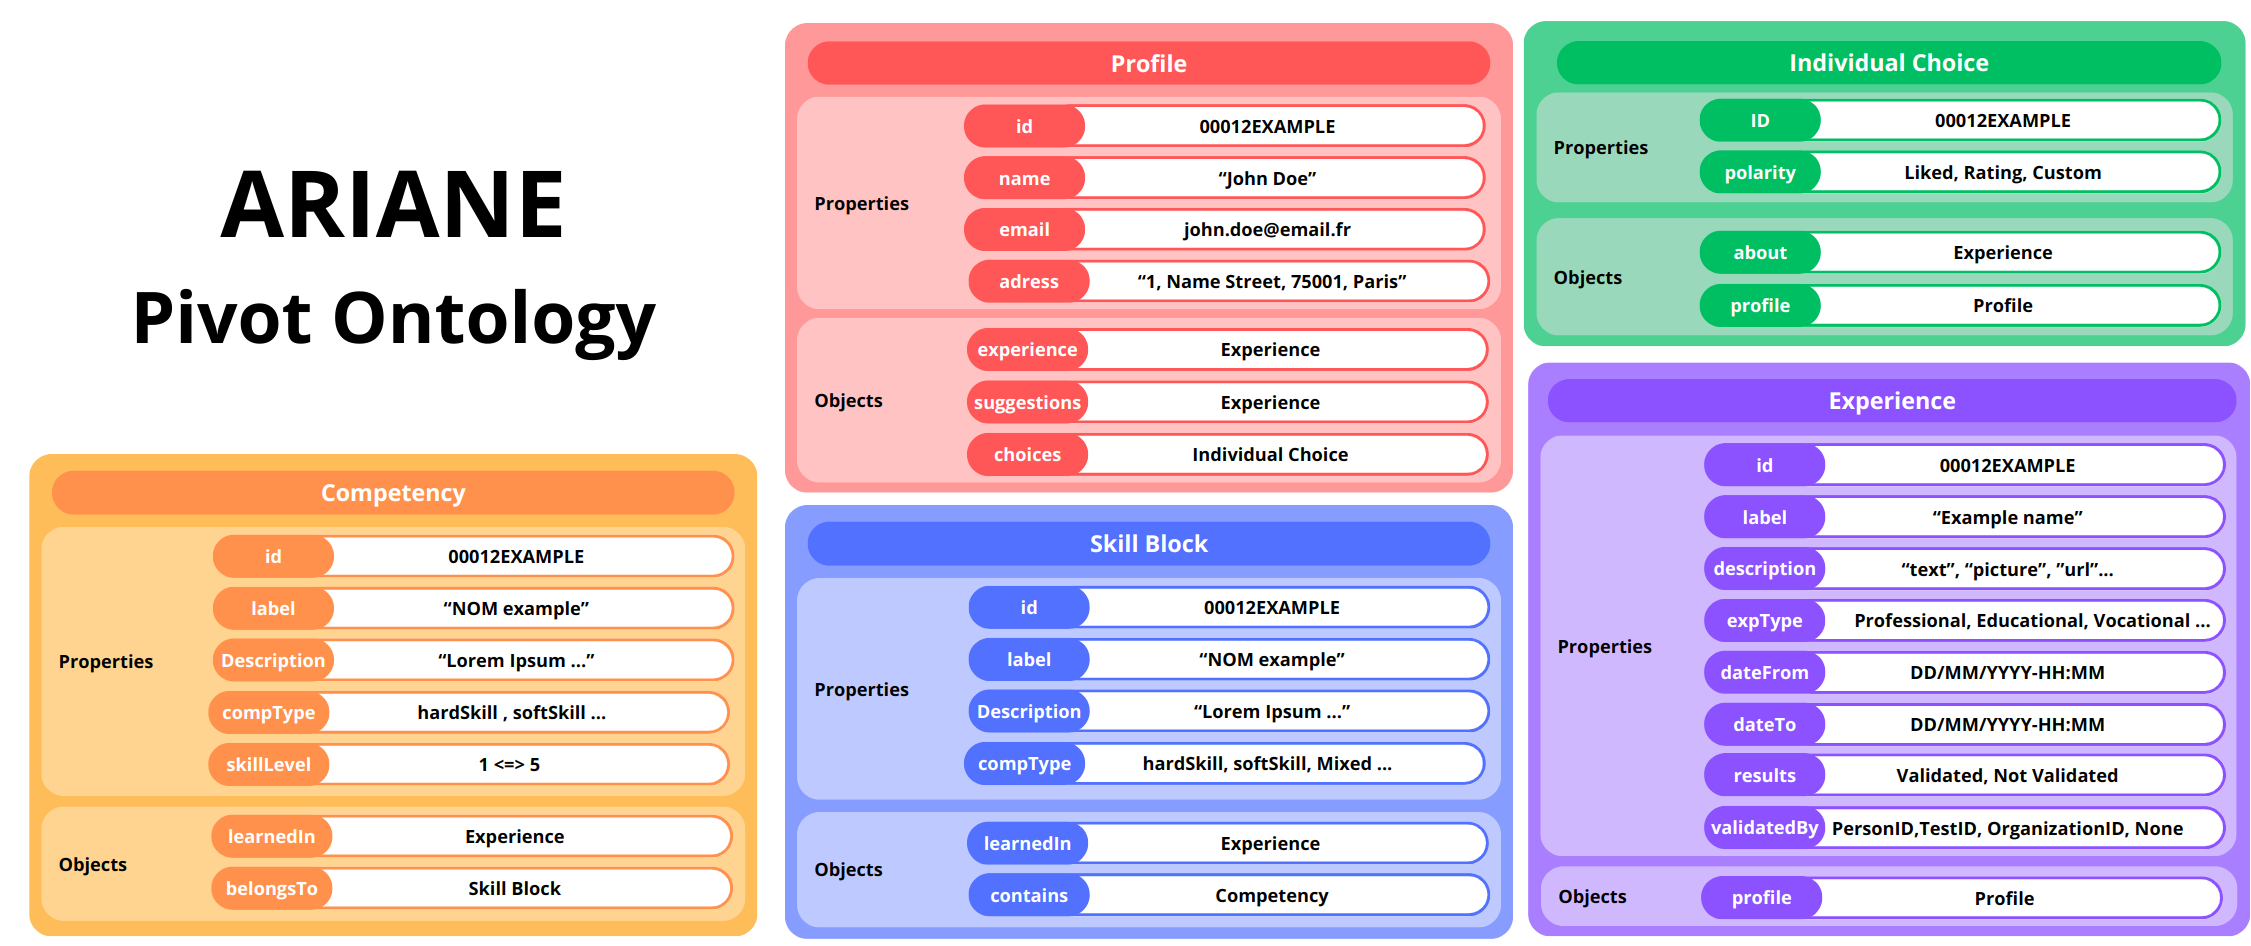 ARIANE
Pivot Ontology
Competency
Properties
id 00012EXAMPLE
label “NOM example”
Description “Lorem Ipsum ...”
compType hardSkill , softSkill ...
skillLevel 1 <=> 5
Objects
learnedIn Experience
belongsTo Skill Block
Profile
Properties
id 00012EXAMPLE
name “John Doe”
email john.doe@email.fr
adress “1, Name Street, 75001, Paris”
Objects
experience Experience
suggestions Experience
choices Individual Choice
Skill Block
Properties
id 00012EXAMPLE
label “NOM example”
Description “Lorem Ipsum ...”
compType hardSkill, softSkill, Mixed ...
Objects
learnedIn Experience
contains Competency
Individual Choice
Properties
ID 00012EXAMPLE
polarity Liked, Rating, Custom
Objects
about Experience
profile Profile
Experience
Properties
id 00012EXAMPLE
label “Example name”
description “text”, “picture”, ”url”...
expType Professional, Educational, Vocational ...
dateFrom DD/MM/YYYY-HH:MM
dateTo DD/MM/YYYY-HH:MM
results Validated, Not Validated
validatedBy PersonID,TestID, OrganizationID, None
Objects
profile Profile